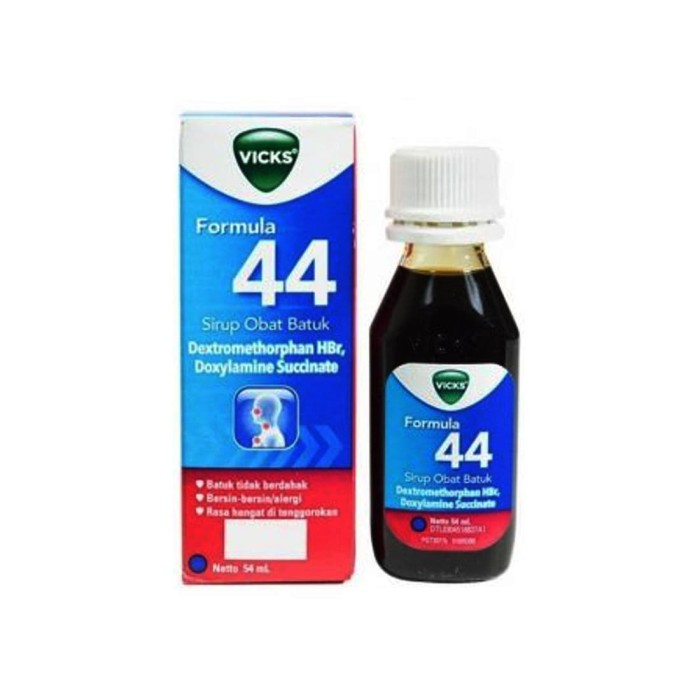 VICKS®
Formula
44
Sirup Obat Batuk
Dextromethorphan HBr,
Doxylamine Succinate
Batuk tidak berdahak
Bersin-bersin/alergi
Rasa hangat di tenggorokan
Netto 54 mL
VICKS
VICKS
Formula
44
Sirup Obat Batuk
Dextromethorphan HBr,
Doxylamine Succinate
Netto 54 mL